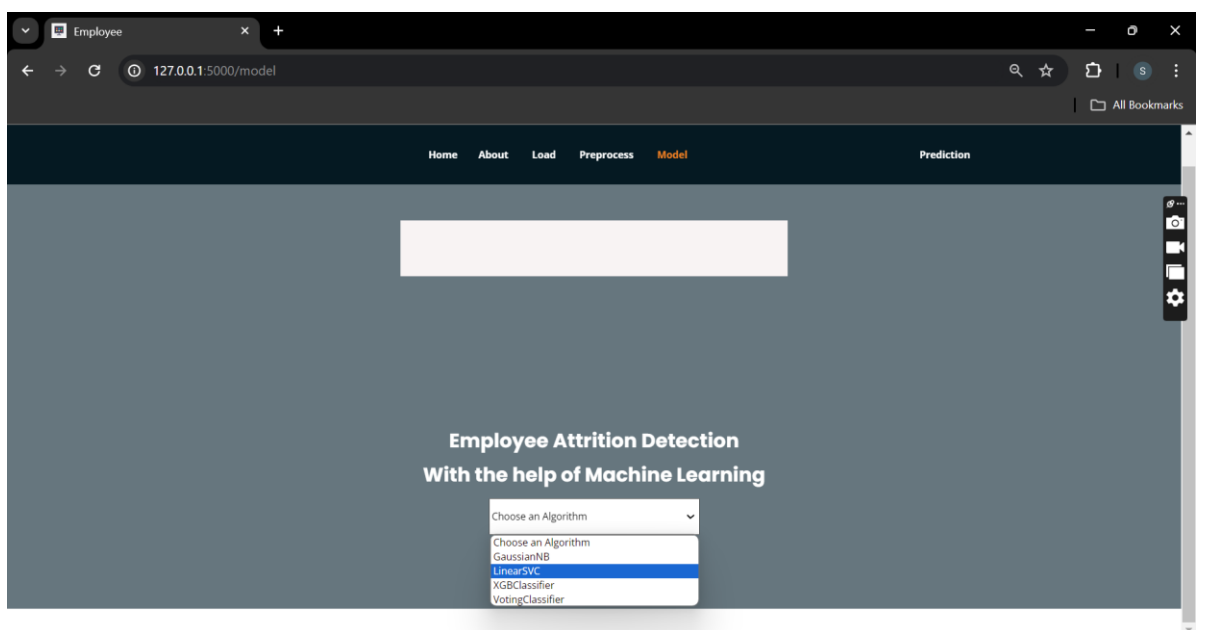 Employee
127.0.0.1:5000/model
S
All Bookmarks
Home About Load Preprocess Model Prediction
Employee Attrition Detection
With the help of Machine Learning
Choose an Algorithm
Choose an Algorithm
GaussianNB
LinearSVC
XGBClassifier
VotingClassifier